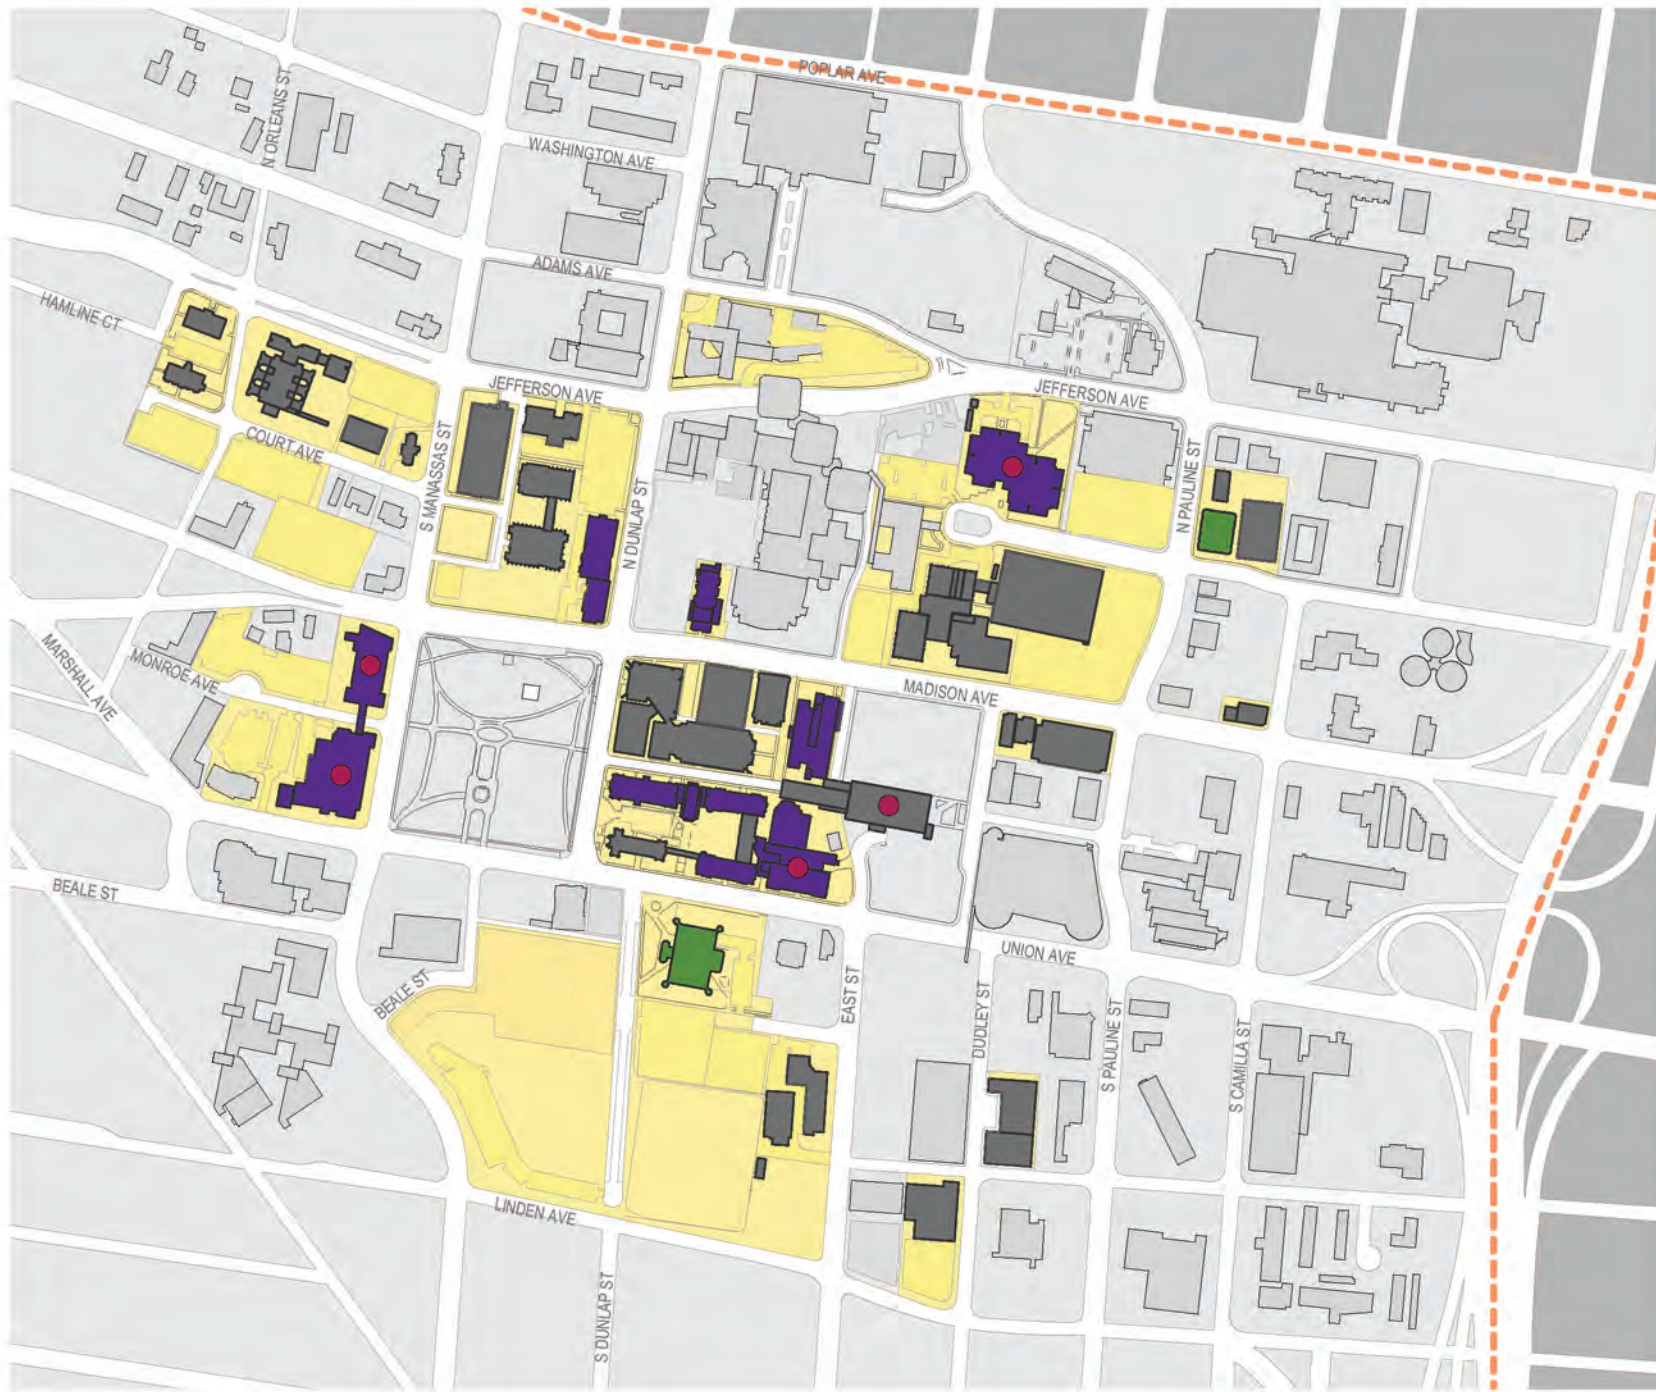 POPLAR AVE
N ORLEANS ST
WASHINGTON AVE
ADAMS AVE
HAMLINE CT
JEFFERSON AVE
JEFFERSON AVE
COURT AVE
S MANASSAS ST
N DUNLAP ST
N PAULINE ST
MARSHALL AVE
MONROE AVE
MADISON AVE
BEALE ST
UNION AVE
BEALE ST
EAST ST
DUDLEY ST
S PAULINE ST
S CAMILLA ST
LINDEN AVE
S DUNLAP ST